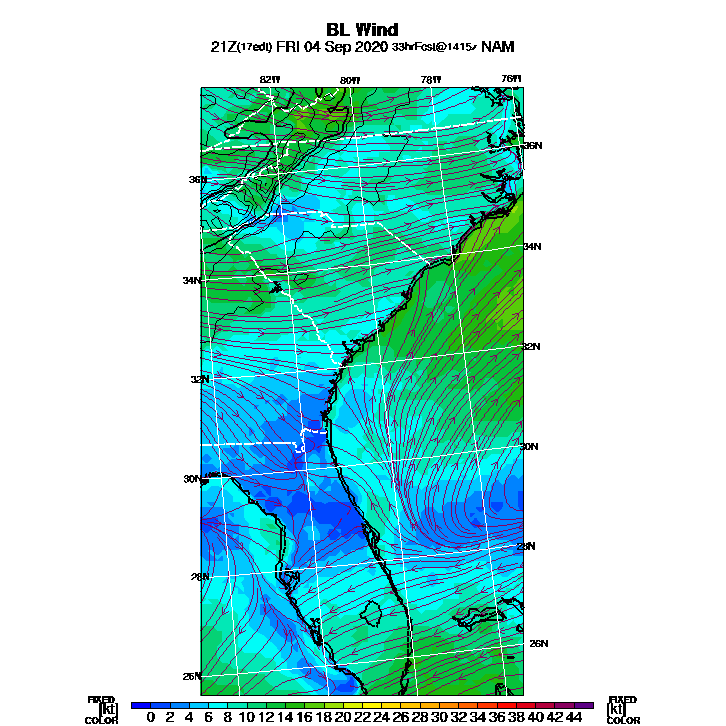 BL Wind
21Z(17edt) FRI 04 Sep 2020 33hrFcst@1415z NAM
82W 80W 78W 76W
36N 36N
34N 34N
32N 32N
30N 30N
28N 28N
26N 26N
FIXED FIXED
[kt] 0 2 4 6 8 10 12 14 16 18 20 22 24 26 28 30 32 34 36 38 40 42 44 [kt]
COLOR COLOR